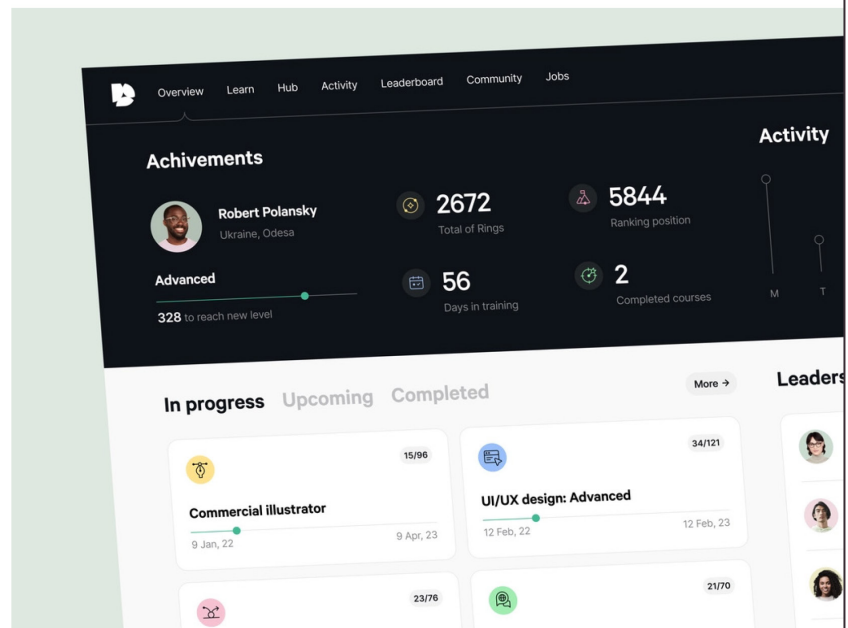 Overview Learn Hub Activity Leaderboard Community Jobs
Achivements
Robert Polansky
Ukraine, Odesa
Advanced
328 to reach new level
2672
Total of Rings
5844
Ranking position
56
Days in training
2
Completed courses
Activity
M T
In progress Upcoming Completed
More →
15/96
Commercial illustrator
9 Jan, 22 9 Apr, 23
34/121
UI/UX design: Advanced
12 Feb, 22 12 Feb, 23
23/76
21/70
Leaders